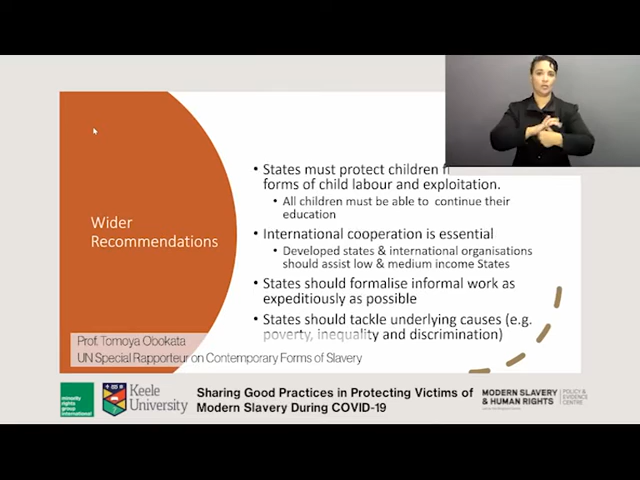 • States must protect children
forms of child labour and exploitation.
• All children must be able to continue their
education
Wider
Recommendations
• International cooperation is essential
• Developed states & international organisations
should assist low & medium income States
• States should formalise informal work as
expeditiously as possible
• States should tackle underlying causes (e.g.
poverty, inequality and discrimination)
Prof. Tomoya Obokata
UN Special Rapporteur on Contemporary Forms of Slavery
minority
rights
group
international
Keele
University
Sharing Good Practices in Protecting Victims of
Modern Slavery During COVID-19
MODERN SLAVERY
& HUMAN RIGHTS
POLICY &
EVIDENCE
CENTRE